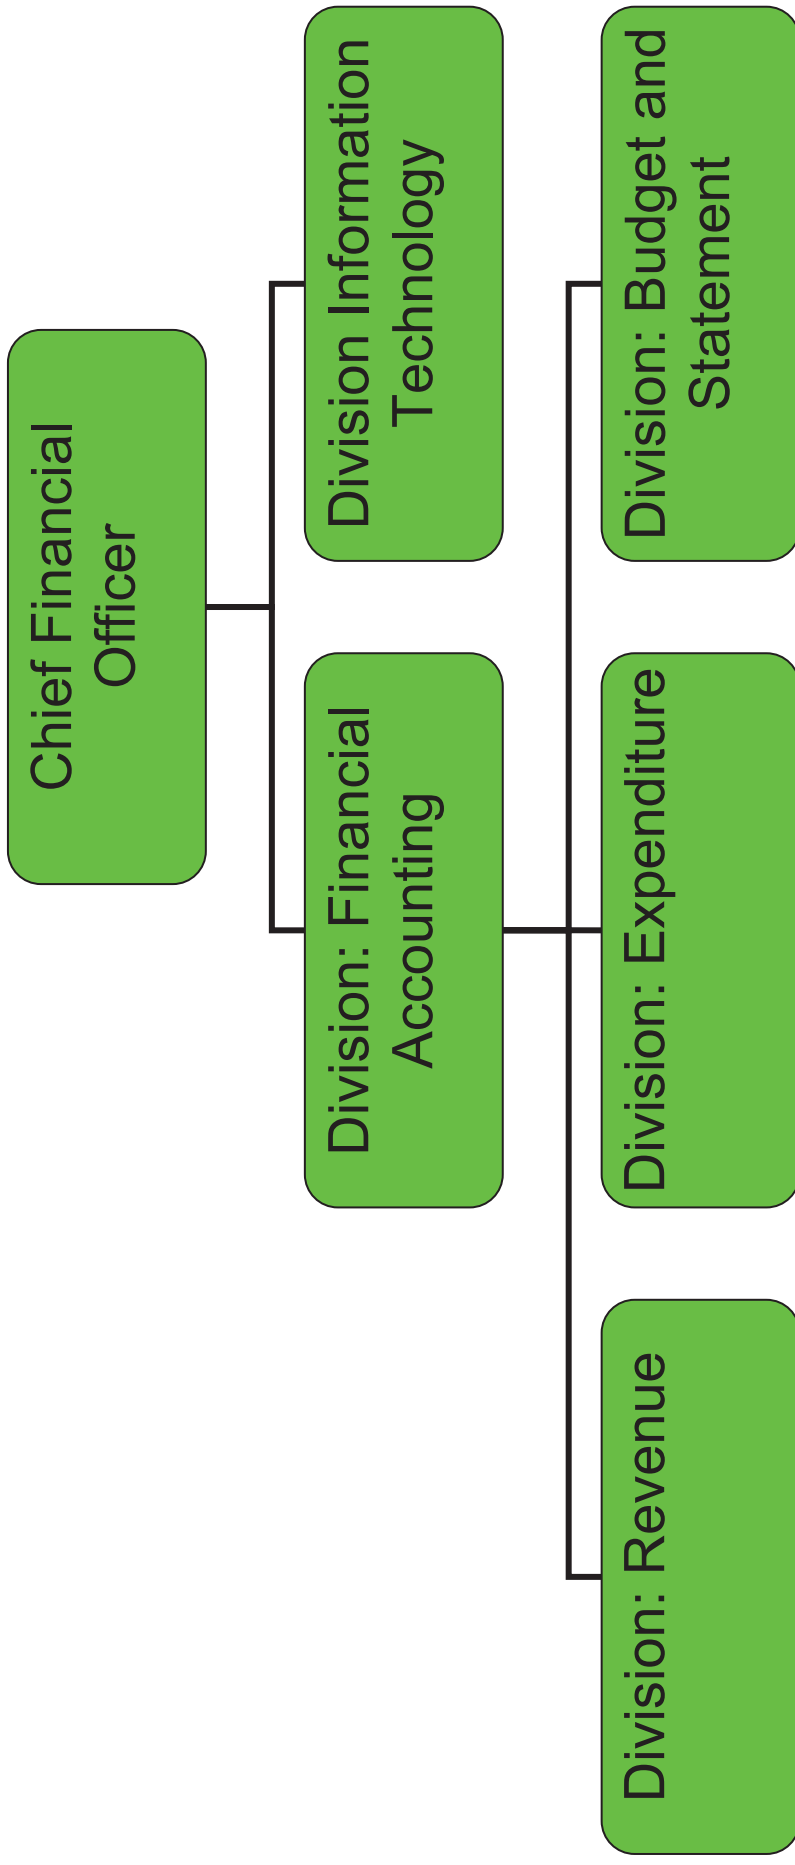 Chief Financial
Officer
Division: Financial
Accounting
Division Information
Technology
Division: Revenue
Division: Expenditure
Division: Budget and
Statement